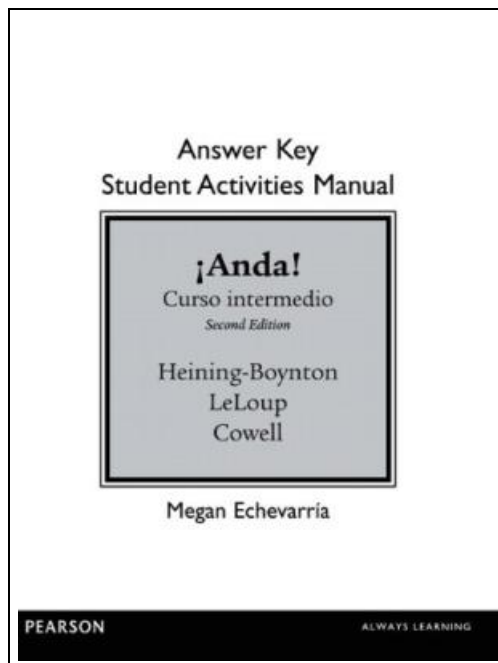 Answer Key
Student Activities Manual
¡Anda!
Curso intermedio
Second Edition
Heining-Boynton
LeLoup
Cowell
Megan Echevarría
PEARSON
ALWAYS LEARNING